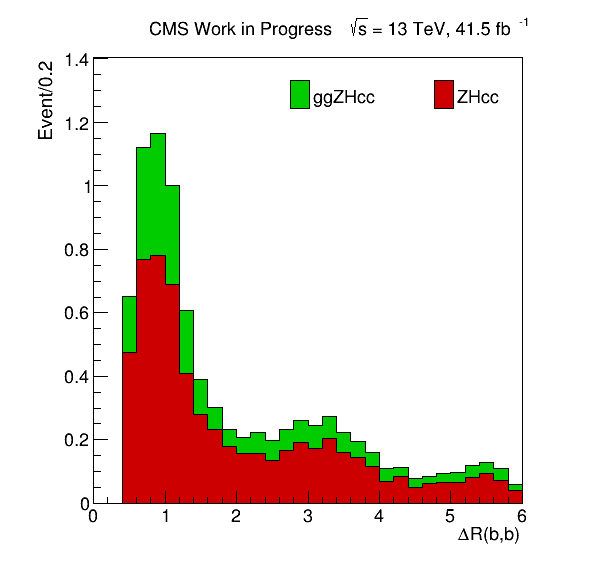 CMS Work in Progress √s = 13 TeV, 41.5 fb -1
Event/0.2
ggZHcc ZHcc
1.4
1.2
1
0.8
0.6
0.4
0.2
0
0 1 2 3 4 5 6
ΔR(b,b)